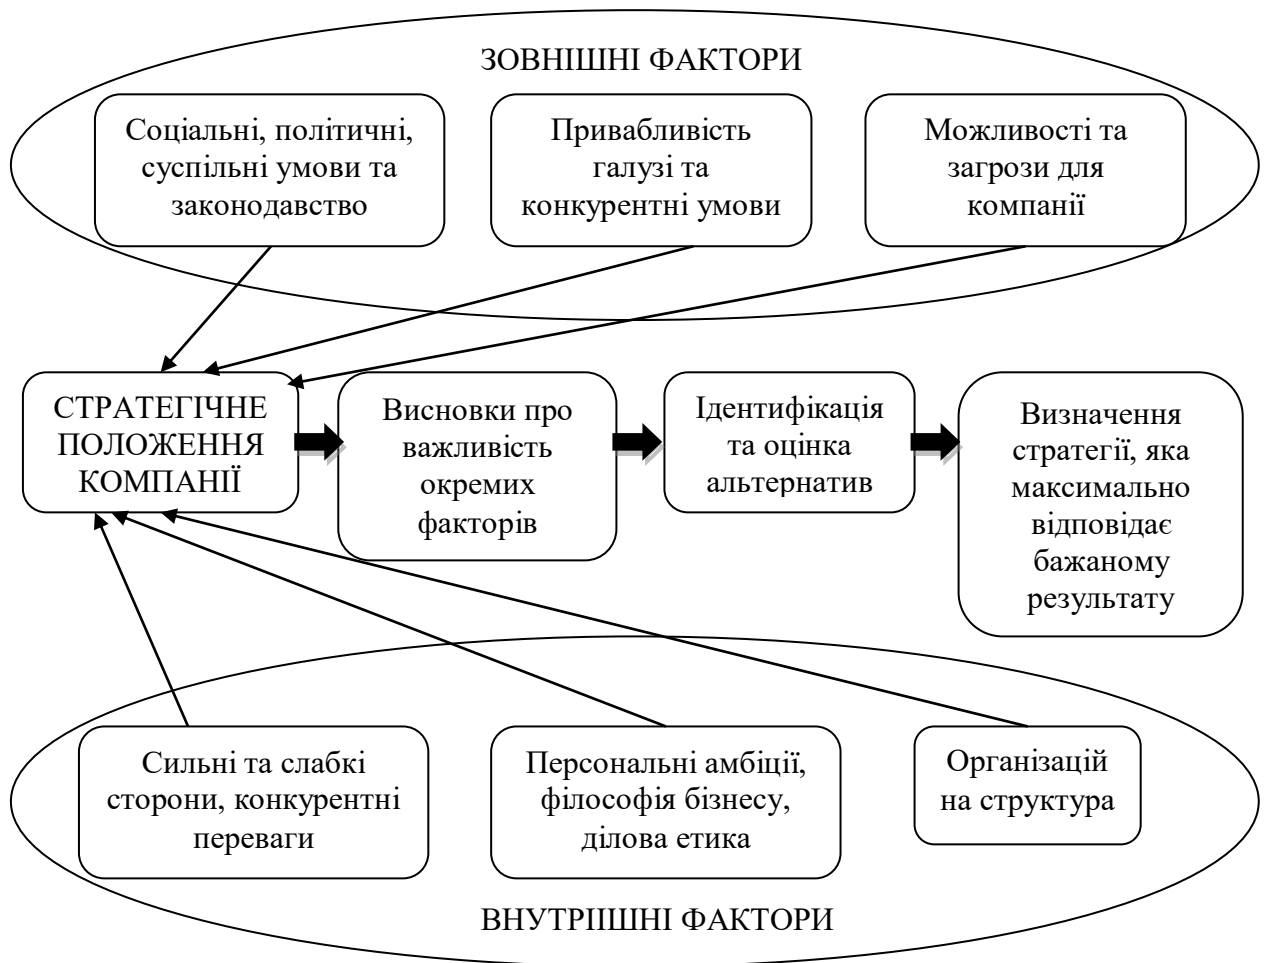 ЗОВНІШНІ ФАКТОРИ
Соціальні, політичні,
суспільні умови та
законодавство
Привабливість
галузі та
конкурентні умови
Можливості та
загрози для
компанії
СТРАТЕГІЧНЕ
ПОЛОЖЕННЯ
КОМПАНІЇ
Висновки про
важливість
окремих
факторів
Ідентифікація
та оцінка
альтернатив
Визначення
стратегії, яка
максимально
відповідає
бажаному
результату
Сильні та слабкі
сторони, конкурентні
переваги
Персональні амбіції,
філософія бізнесу,
ділова етика
Організацій
на структура
ВНУТРІІШНІ ФАКТОРИ